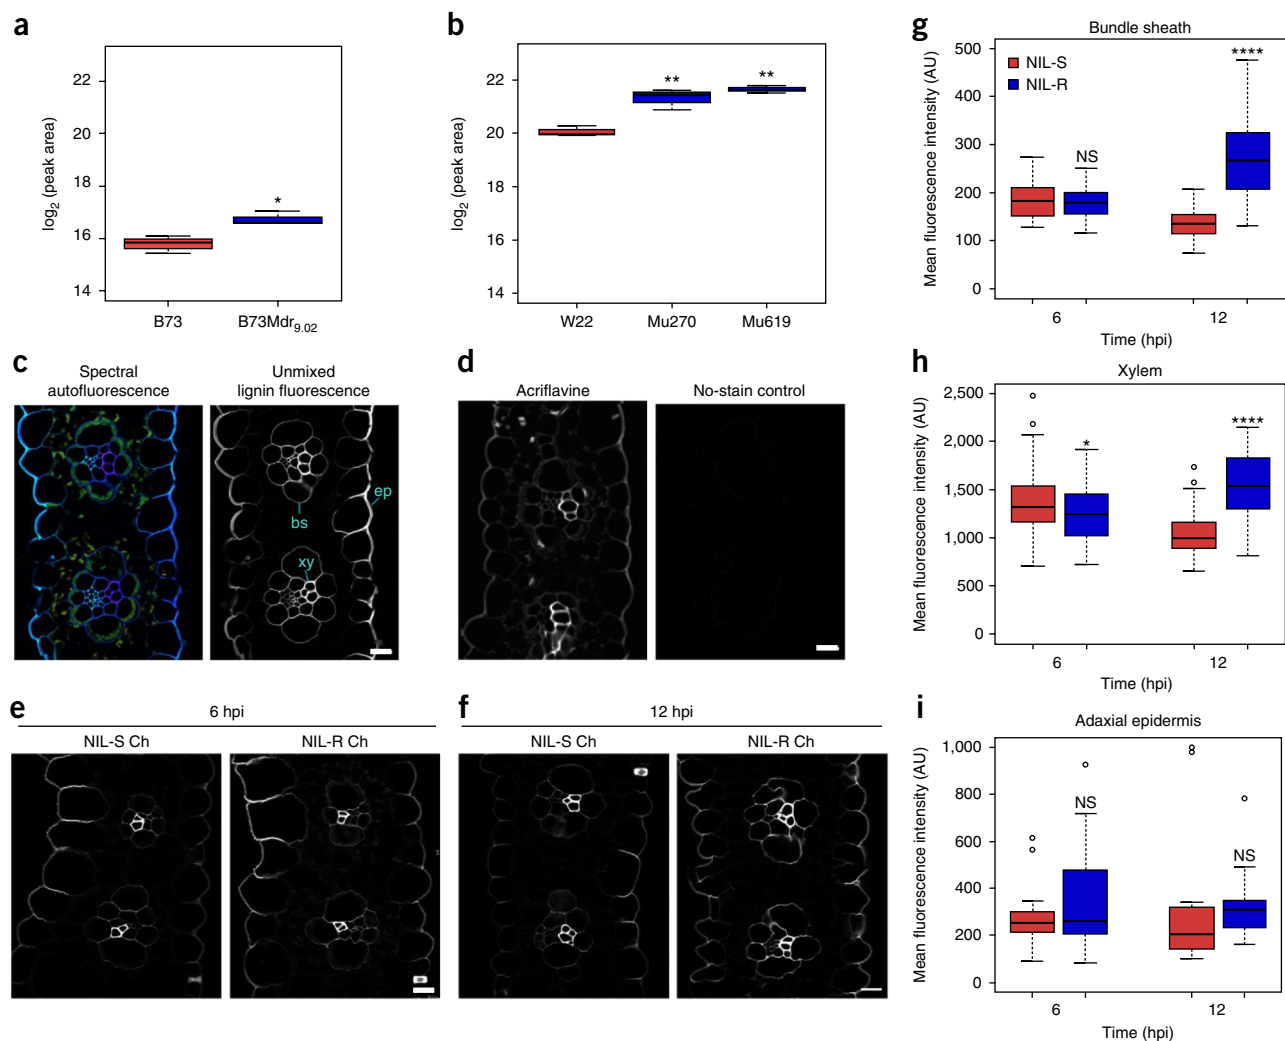 a
log2 (peak area)
22
20
18
16
14
B73
B73Mdr9.02
*
b
log2 (peak area)
22
20
18
16
14
W22
Mu270
Mu619
**
**
c
Spectral
autofluorescence
Unmixed
lignin fluorescence
ep
bs
xy
d
Acriflavine
No-stain control
e
6 hpi
NIL-S Ch
NIL-R Ch
f
12 hpi
NIL-S Ch
NIL-R Ch
g
Bundle sheath
Mean fluorescence intensity (AU)
500
400
300
200
100
0
NIL-S
NIL-R
NS
****
6
12
Time (hpi)
h
Xylem
Mean fluorescence intensity (AU)
2,500
2,000
1,500
1,000
500
0
*
****
6
12
Time (hpi)
i
Adaxial epidermis
Mean fluorescence intensity (AU)
1,000
800
600
400
200
0
NS
NS
6
12
Time (hpi)